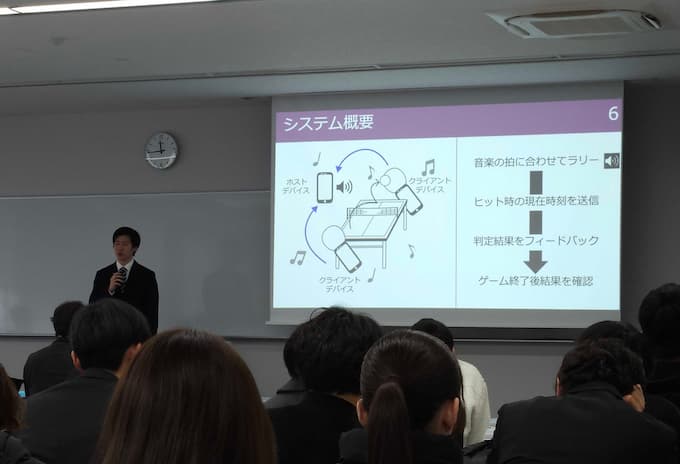 システム概要
6
ホスト
デバイス
クライアント
デバイス
クライアント
デバイス
音楽の拍に合わせてラリー
ヒット時の現在時刻を送信
判定結果をフィードバック
ゲーム終了後結果を確認